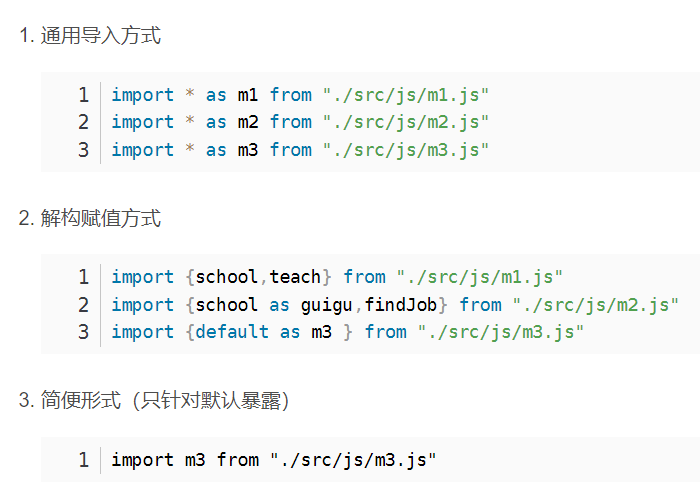 1. 通用导入方式
1 import * as m1 from "./src/js/m1.js"
2 import * as m2 from "./src/js/m2.js"
3 import * as m3 from "./src/js/m3.js"
2. 解构赋值方式
1 import {school,teach} from "./src/js/m1.js"
2 import {school as guigu,findJob} from "./src/js/m2.js"
3 import {default as m3 } from "./src/js/m3.js"
3. 简便形式（只针对默认暴露）
1 import m3 from "./src/js/m3.js"